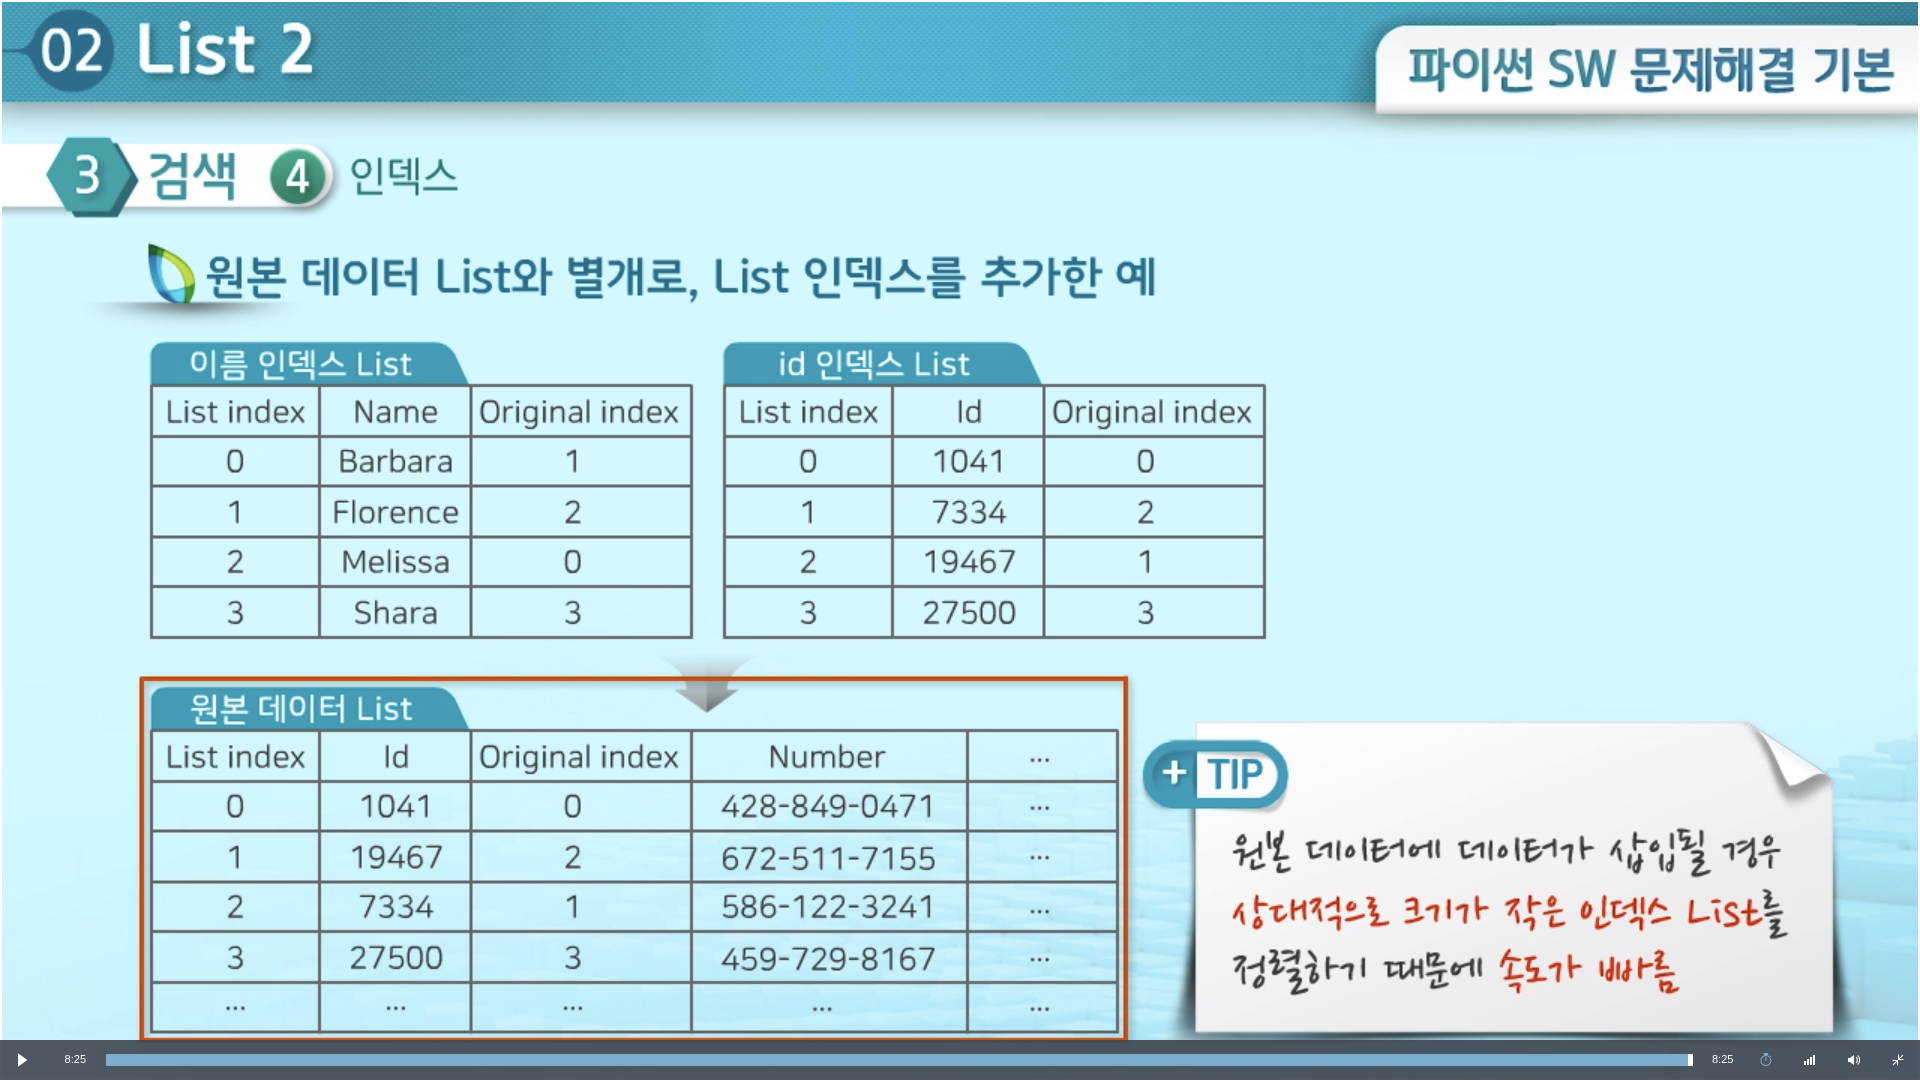 02 List 2
파이썬 SW 문제해결 기본
3 검색 4 인덱스
원본 데이터 List와 별개로, List 인덱스를 추가한 예
이름 인덱스 List
List index Name Original index
0 Barbara 1
1 Florence 2
2 Melissa 0
3 Shara 3
id 인덱스 List
List index Id Original index
0 1041 0
1 7334 2
2 19467 1
3 27500 3
원본 데이터 List
List index Id Original index Number ...
0 1041 0 428-849-0471 ...
1 19467 2 672-511-7155 ...
2 7334 1 586-122-3241 ...
3 27500 3 459-729-8167 ...
... ... ... ... ...
+ TIP
원본 데이터에 데이터가 삽입될 경우
상대적으로 크기가 작은 인덱스 List를
정렬하기 때문에 속도가 빠름
8:25 8:25